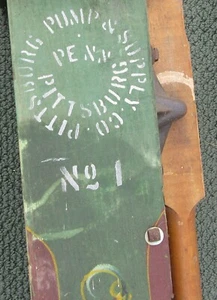 PITTSBURG PUMP & SUPPLY CO.
PITTSBURG
PENN
Nº 1